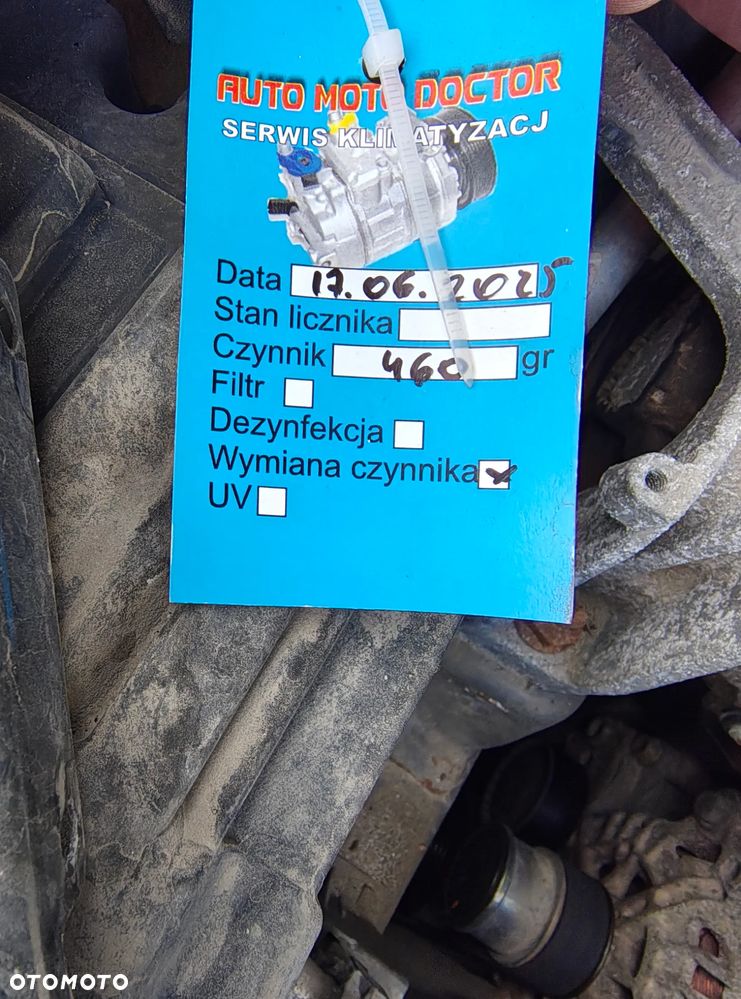 AUTO MOTO DOCTOR
SERWIS KLIMATYZACJ
Data 17.06.2025
Stan licznika
Czynnik 460 gr
Filtr
Dezynfekcja
Wymiana czynnika
UV
OTOMOTO